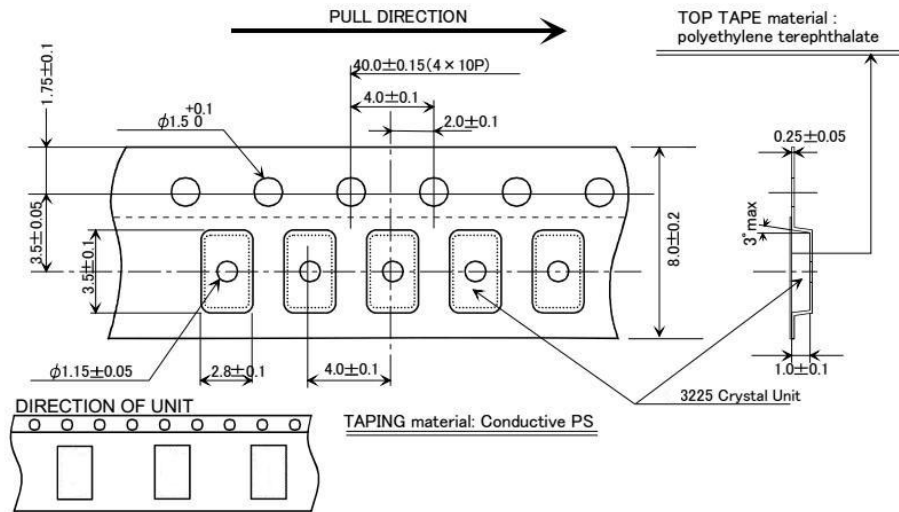 PULL DIRECTION
TOP TAPE material :
polyethylene terephthalate
40.0±0.15(4×10P)
1.75±0.1
4.0±0.1
+0.1
φ1.5 0
2.0±0.1
0.25±0.05
3.5±0.05
3.5±0.1
8.0±0.2
3°max
φ1.15±0.05
2.8±0.1
4.0±0.1
1.0±0.1
3225 Crystal Unit
DIRECTION OF UNIT
TAPING material: Conductive PS